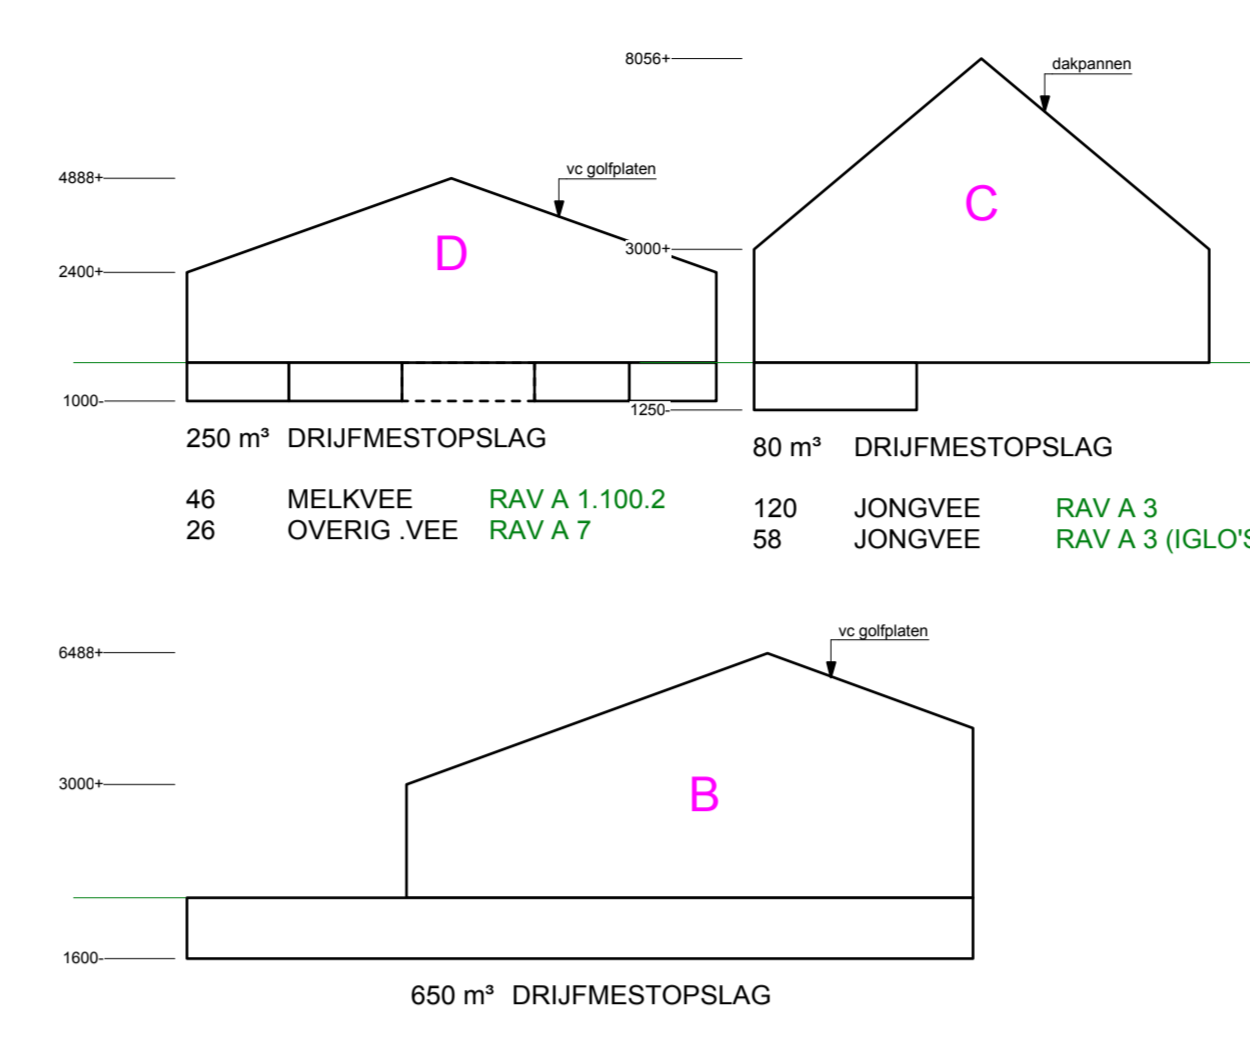 8056+
dakpannen
4888+
vc golfplaten
C
D
3000+
2400+
1000-
1250-
250 m³ DRIJFMESTOPSLAG
80 m³ DRIJFMESTOPSLAG
46 MELKVEE RAV A 1.100.2
26 OVERIG .VEE RAV A 7
120 JONGVEE RAV A 3
58 JONGVEE RAV A 3 (IGLO'S
6488+
vc golfplaten
3000+
B
1600-
650 m³ DRIJFMESTOPSLAG